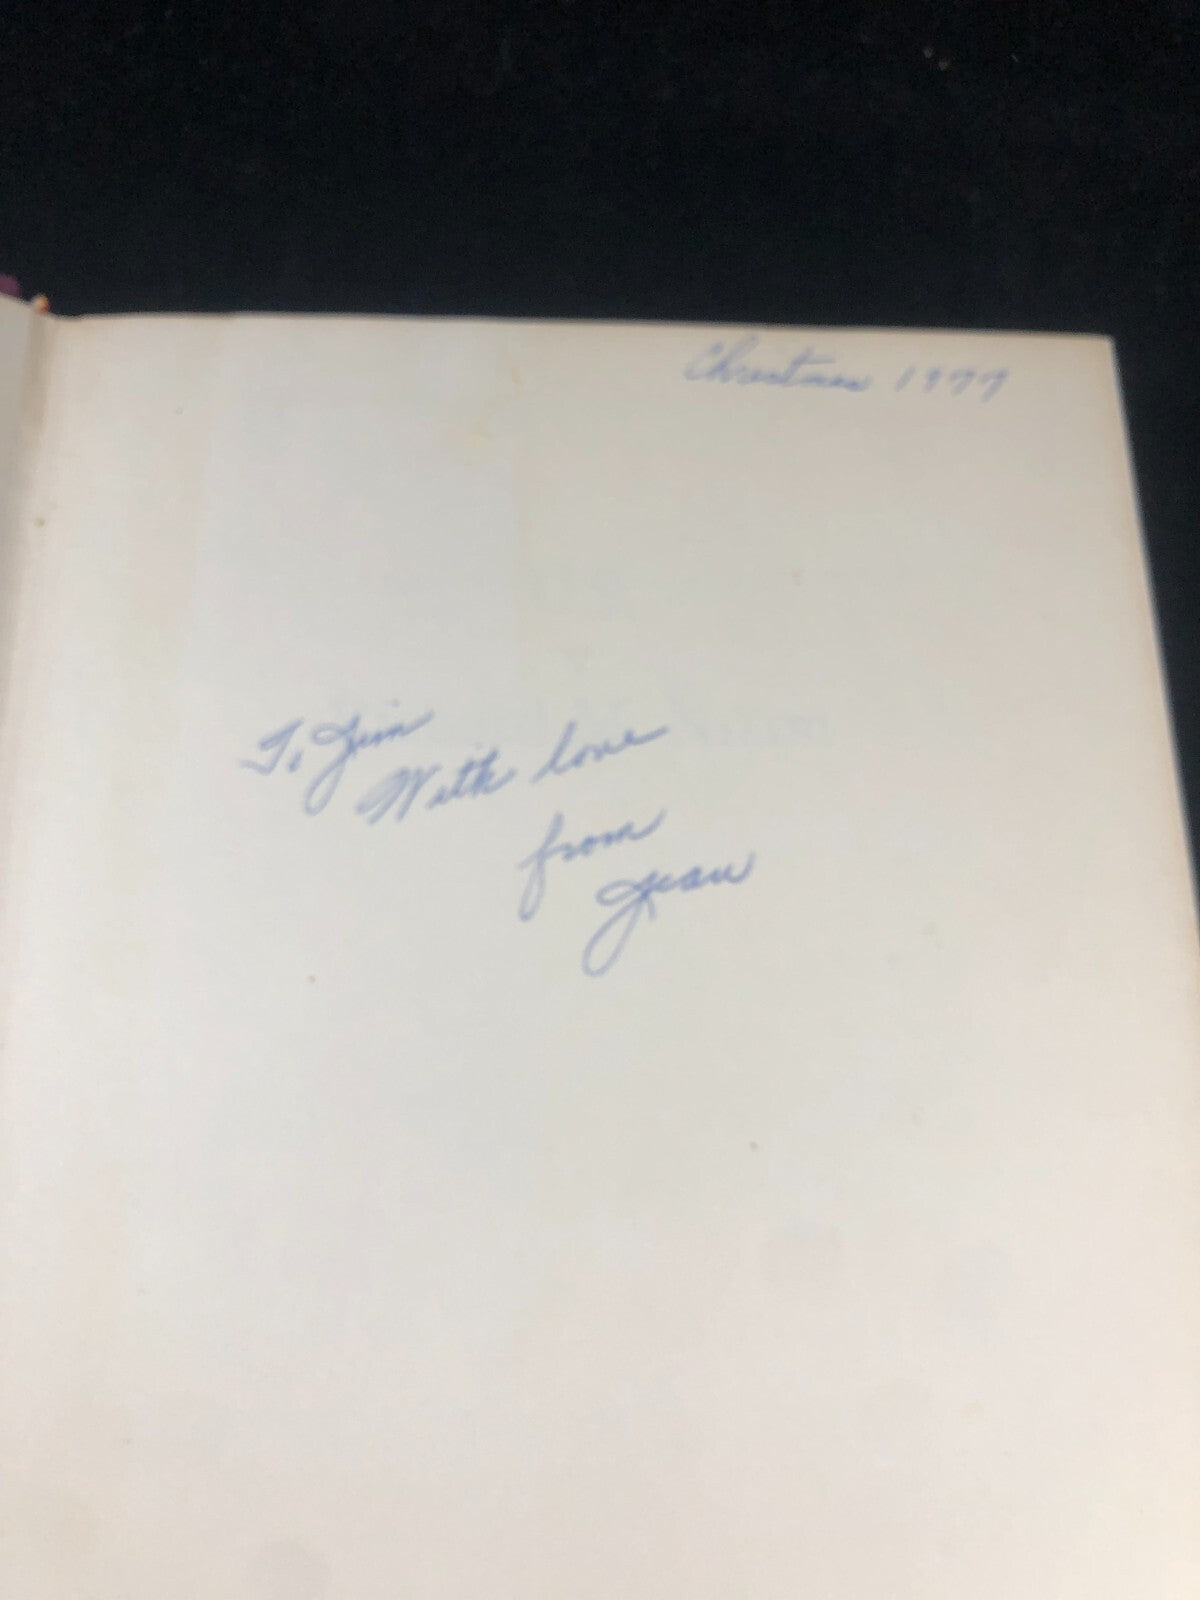 Christmas 1977
To Jim
With love
from
Jean